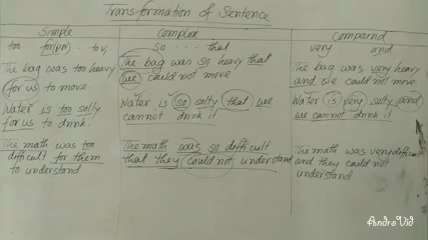 Transformation of Sentence
Simple
too for(pn) .. to v,
The bag was too heavy
for us to move.
Water is too salty
for us to drink.
The math was too
difficult for them
to understand
Complex
so ..... that
The bag was so heavy that
we could not move
Water is so salty that we
cannot drink it
The math was so difficult
that they could not understand
Compernd
very and
The bag was very heavy
and we could not move
Water is very salty and
we cannot drink it
The math was very difficult
and they could not
understand
AndraVid